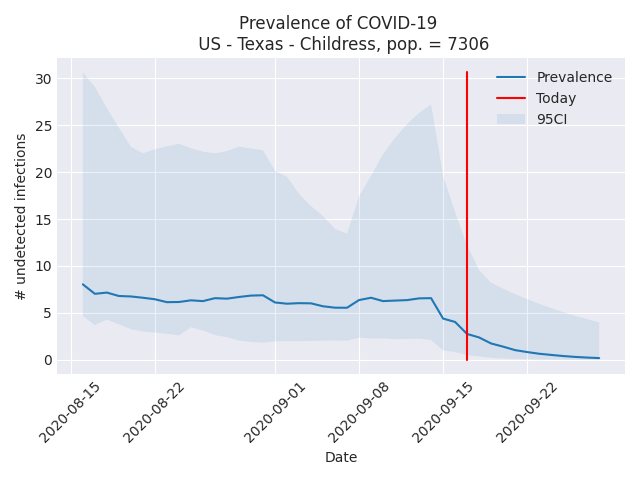 Prevalence of COVID-19
US - Texas - Childress, pop. = 7306
Prevalence
Today
95CI
# undetected infections
30
25
20
15
10
5
0
2020-08-15
2020-08-22
2020-09-01
2020-09-08
2020-09-15
2020-09-22
Date